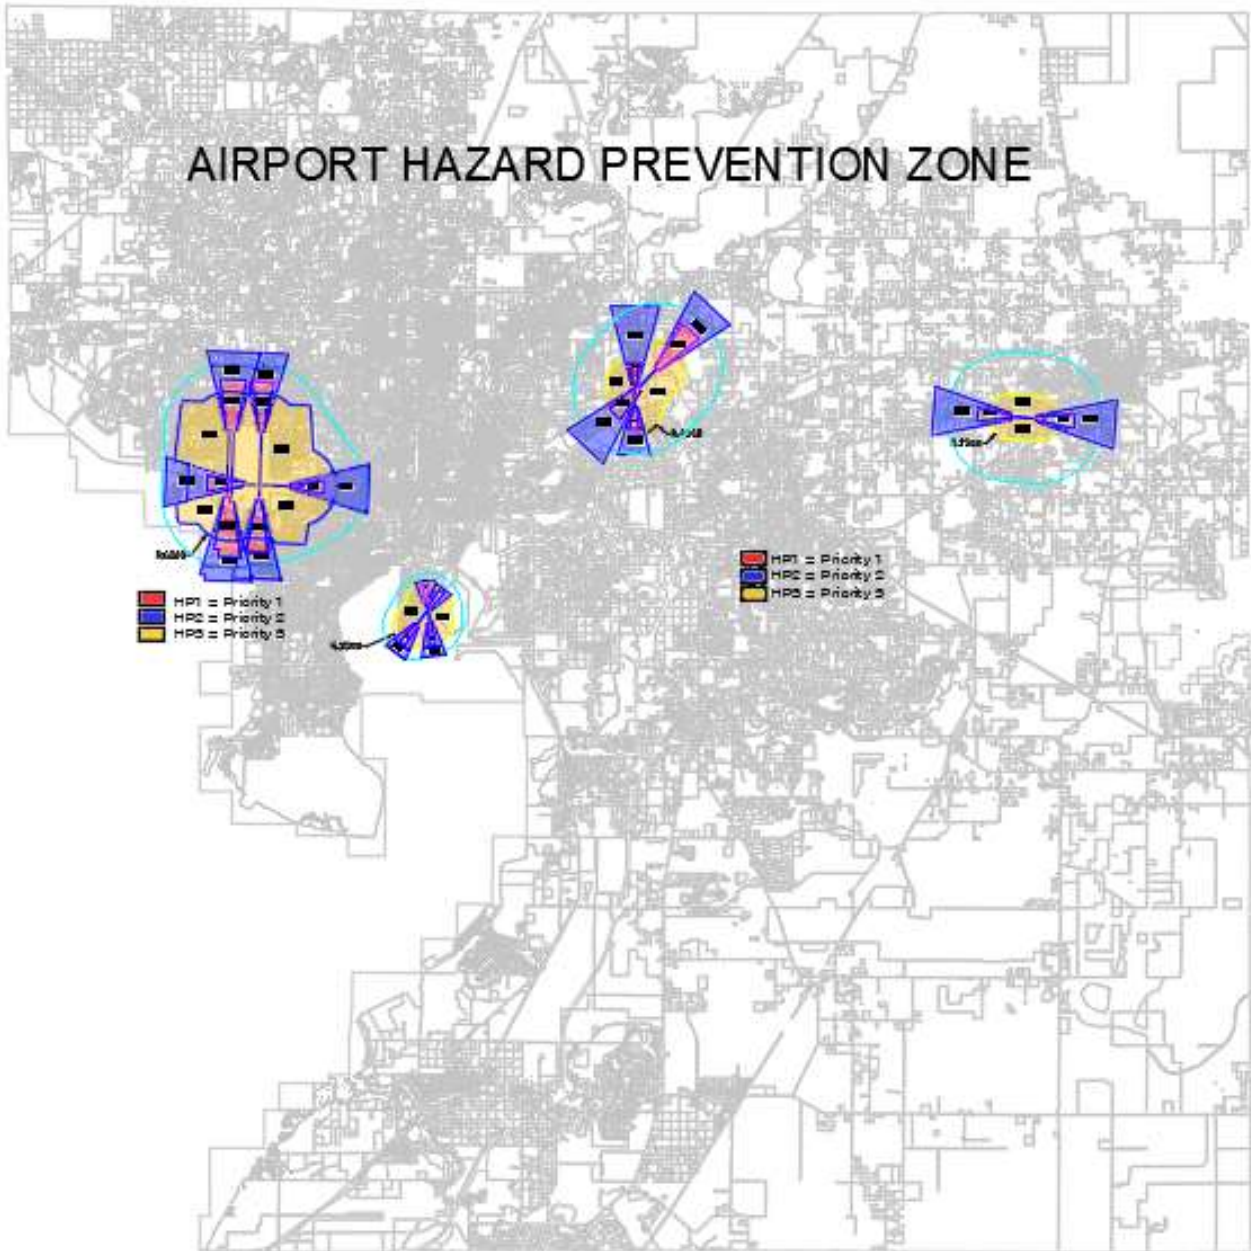 AIRPORT HAZARD PREVENTION ZONE
HP1 = Priority 1
HP2 = Priority 2
HP3 = Priority 3
HP1 = Priority 1
HP2 = Priority 2
HP3 = Priority 3